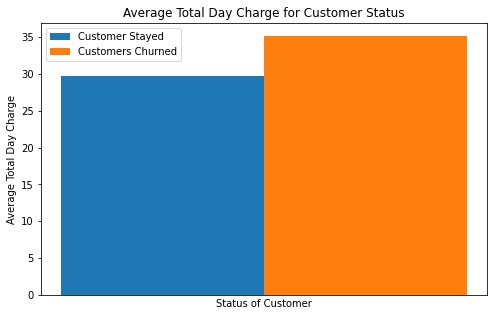 Average Total Day Charge for Customer Status
Customer Stayed
Customers Churned
35
30
25
20
15
10
5
0
Average Total Day Charge
Status of Customer